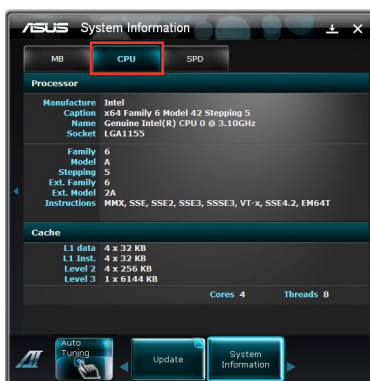 ASUS System Information
MB CPU SPD
Processor
Manufacture Intel
Caption x64 Family 6 Model 42 Stepping 5
Name Genuine Intel(R) CPU 0 @ 3.10GHz
Socket LGA1155
Family 6
Model A
Stepping 5
Ext. Family 6
Ext. Model 2A
Instructions MMX, SSE, SSE2, SSE3, SSSE3, VT-x, SSE4.2, EM64T
Cache
L1 data 4 x 32 KB
L1 Inst. 4 x 32 KB
Level 2 4 x 256 KB
Level 3 1 x 6144 KB
Cores 4 Threads 8
Auto
Tuning
Update
System
Information